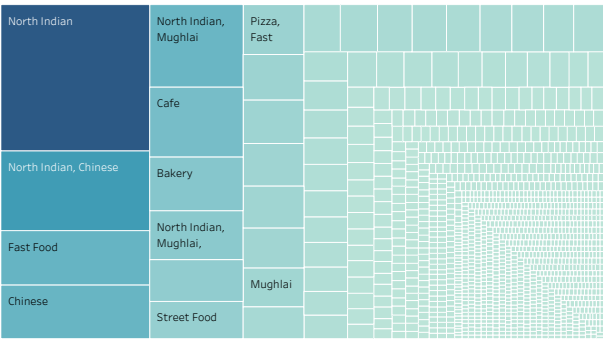 North Indian
North Indian, Chinese
Fast Food
Chinese
North Indian,
Mughlai
Cafe
Bakery
North Indian,
Mughlai,
Street Food
Pizza,
Fast
Mughlai